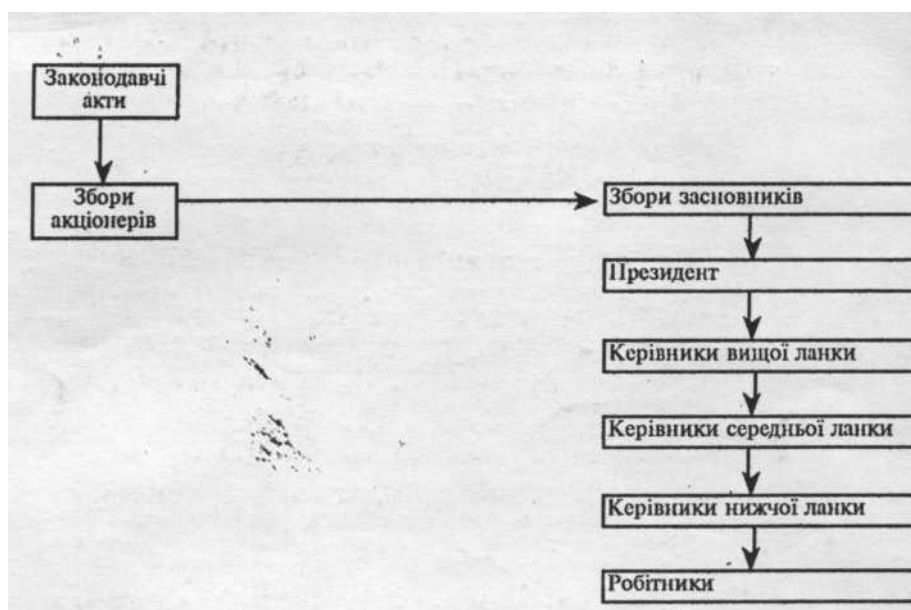 Законодавчі
акти
Збори
акціонерів
Збори засновників
Президент
Керівники вищої ланки
Керівники середньої ланки
Керівники нижчої ланки
Робітники